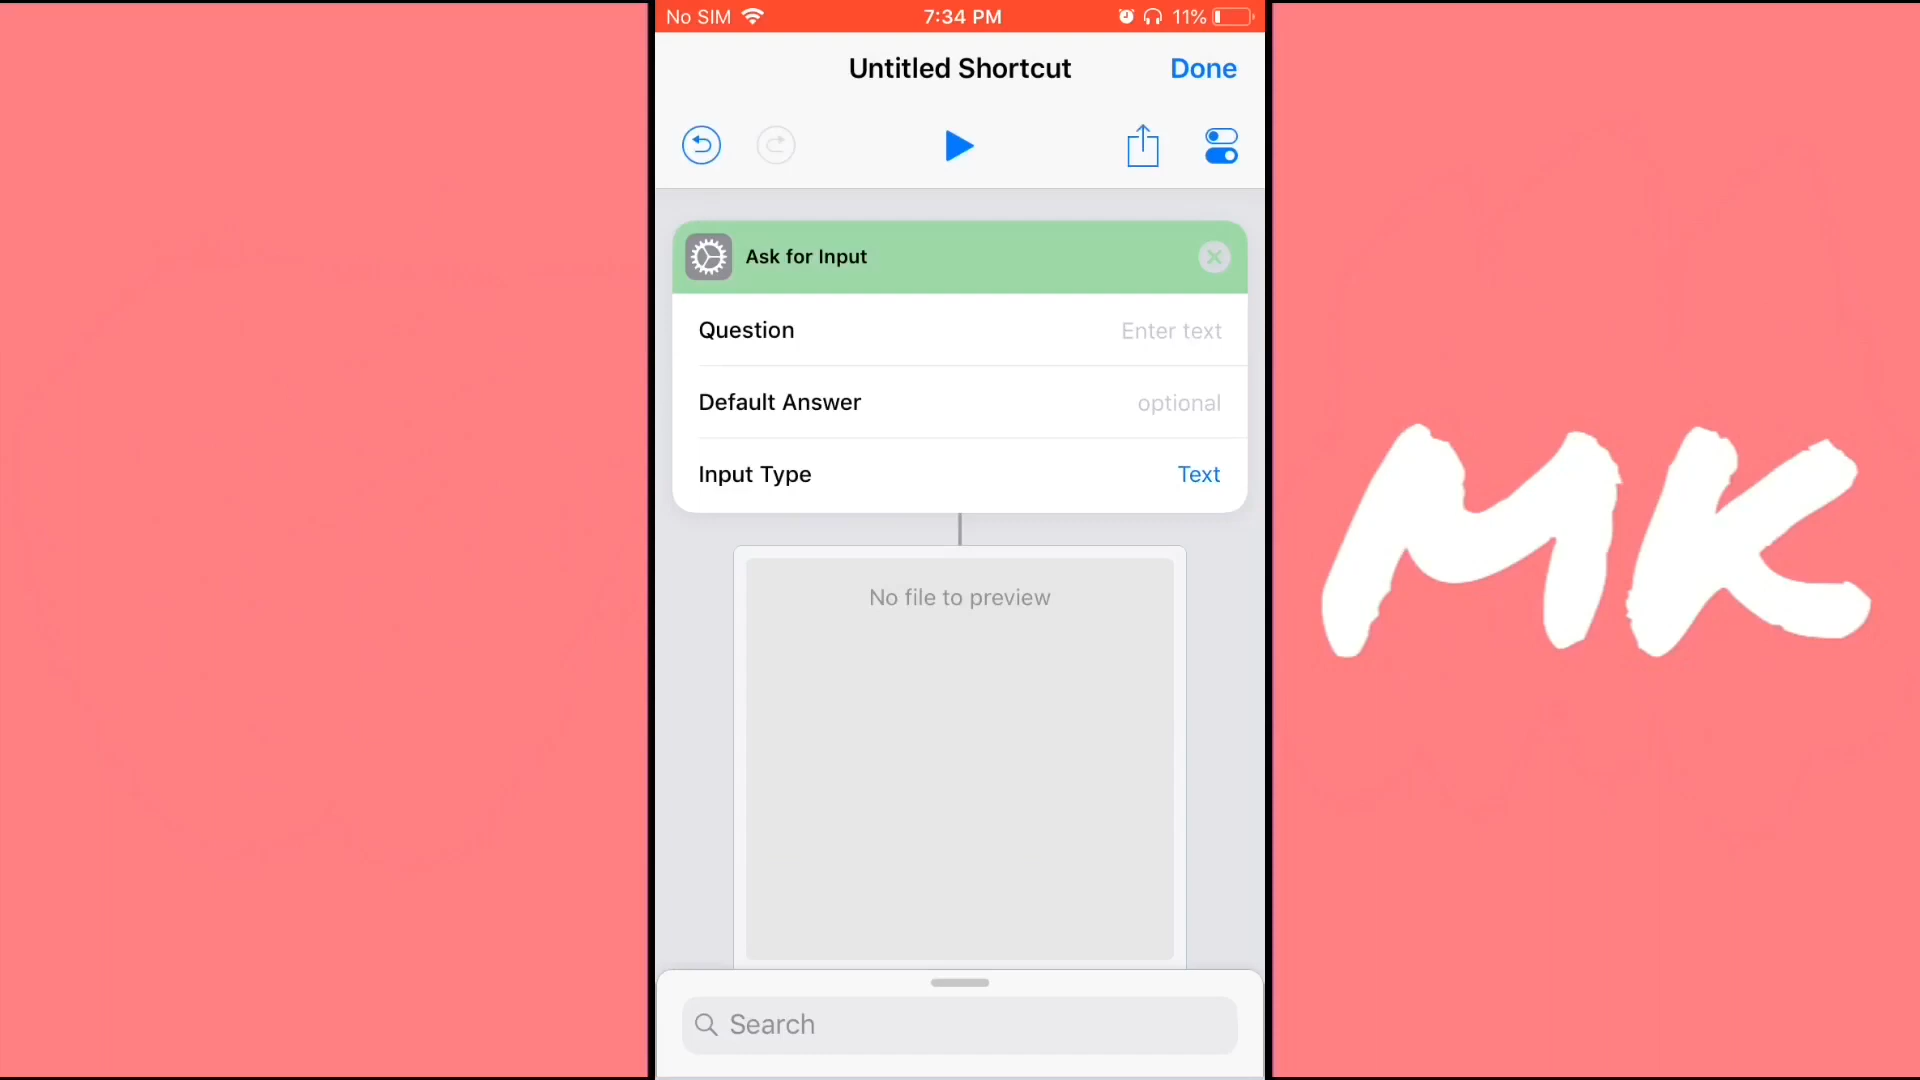 No SIM 7:34 PM 11%
Untitled Shortcut Done
Ask for Input
Question Enter text
Default Answer optional
Input Type Text
No file to preview
Search
MK